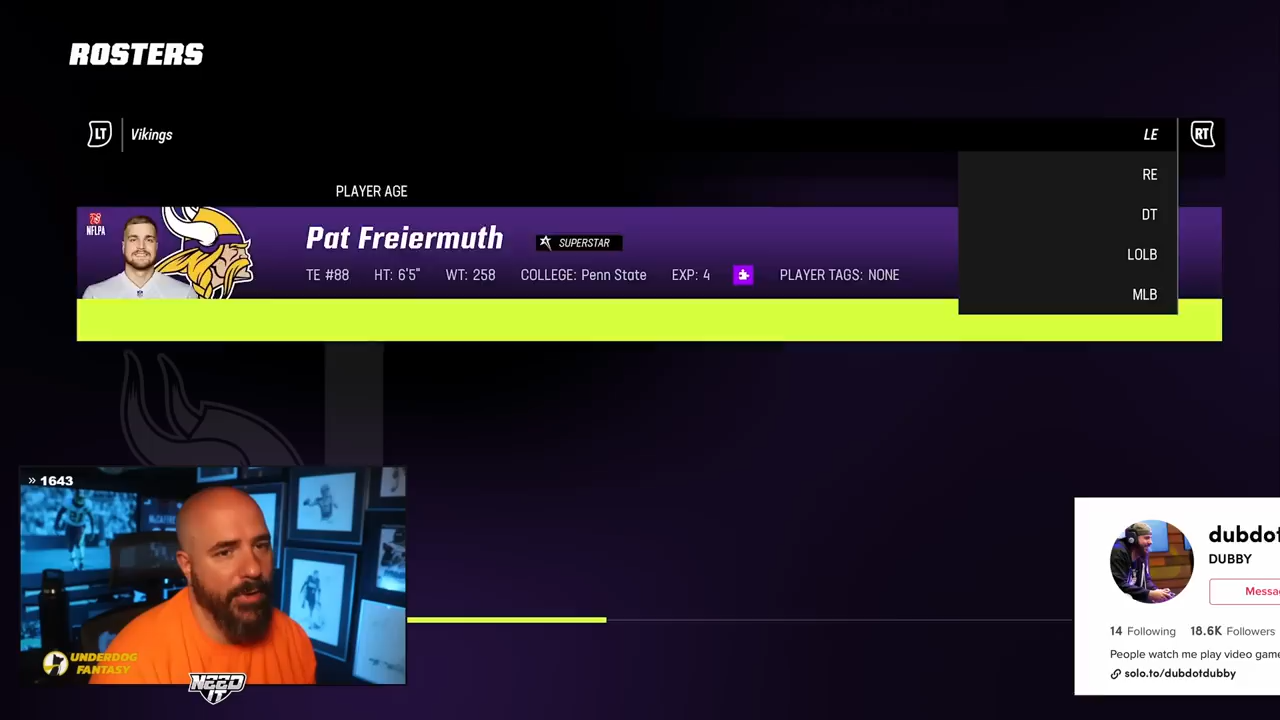 ROSTERS
LT Vikings LE RT
RE
PLAYER AGE
DT
NFLPA
Pat Freiermuth SUPERSTAR
LOLB
TE #88 HT: 6'5" WT: 258 COLLEGE: Penn State EXP: 4 PLAYER TAGS: NONE
MLB
» 1643
UNDERDOG
FANTASY
NEED
IT
dubdot
DUBBY
Messa
14 Following 18.6K Followers
People watch me play video game
solo.to/dubdotdubby